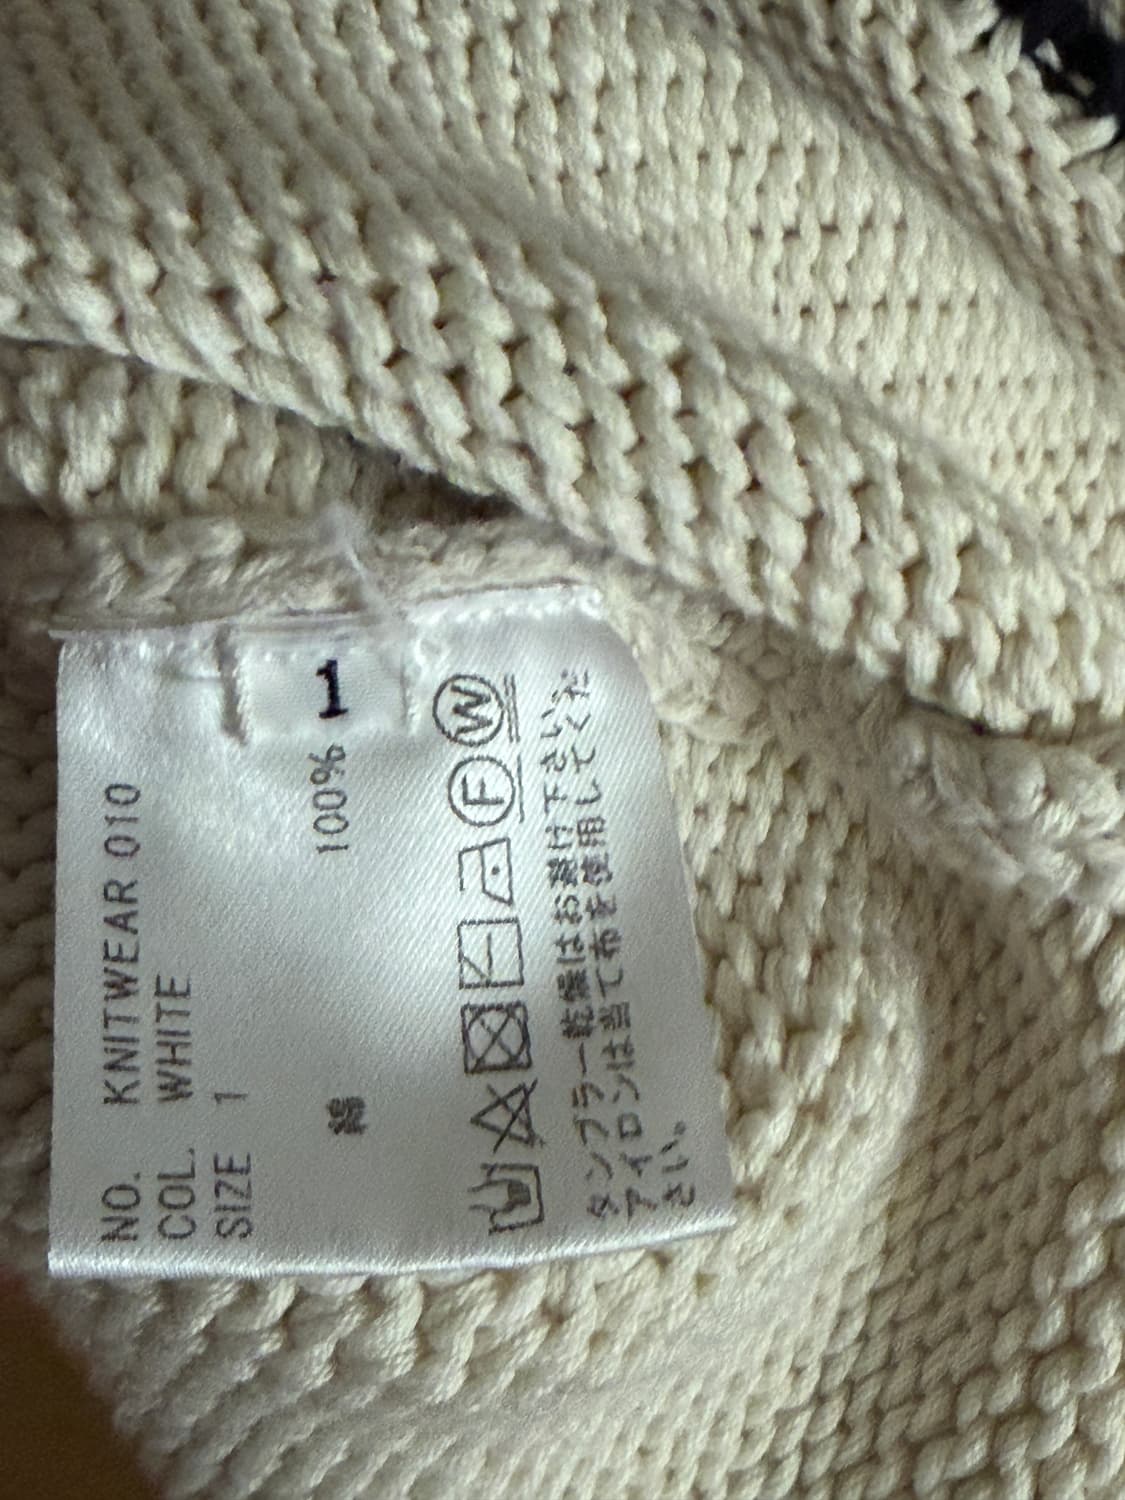 NO. KNITWEAR 010
COL. WHITE
SIZE 1
綿 100%
1
F W
タンブラー乾燥はお避け下さい。
アイロンは当て布を使用してくだ
さい。